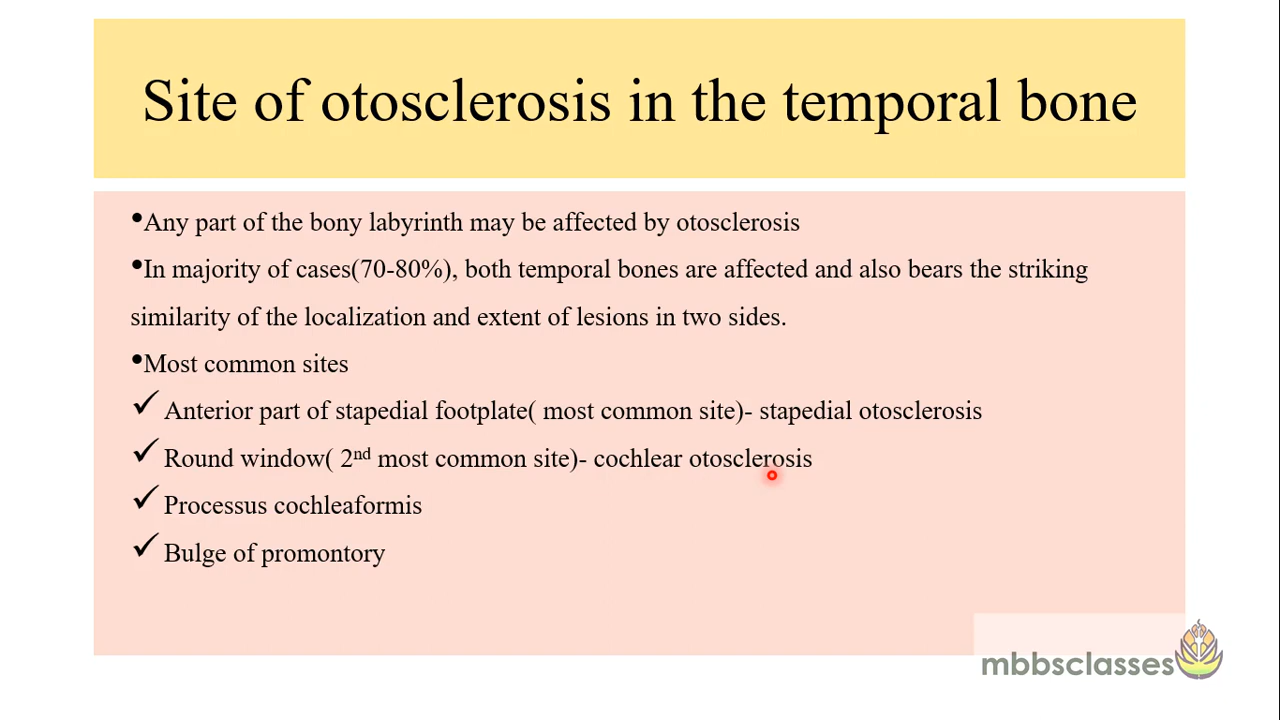 Site of otosclerosis in the temporal bone
•Any part of the bony labyrinth may be affected by otosclerosis
•In majority of cases(70-80%), both temporal bones are affected and also bears the striking
similarity of the localization and extent of lesions in two sides.
•Most common sites
✓ Anterior part of stapedial footplate( most common site)- stapedial otosclerosis
✓ Round window( 2nd most common site)- cochlear otosclerosis
✓ Processus cochleaformis
✓ Bulge of promontory
mbbsclasses